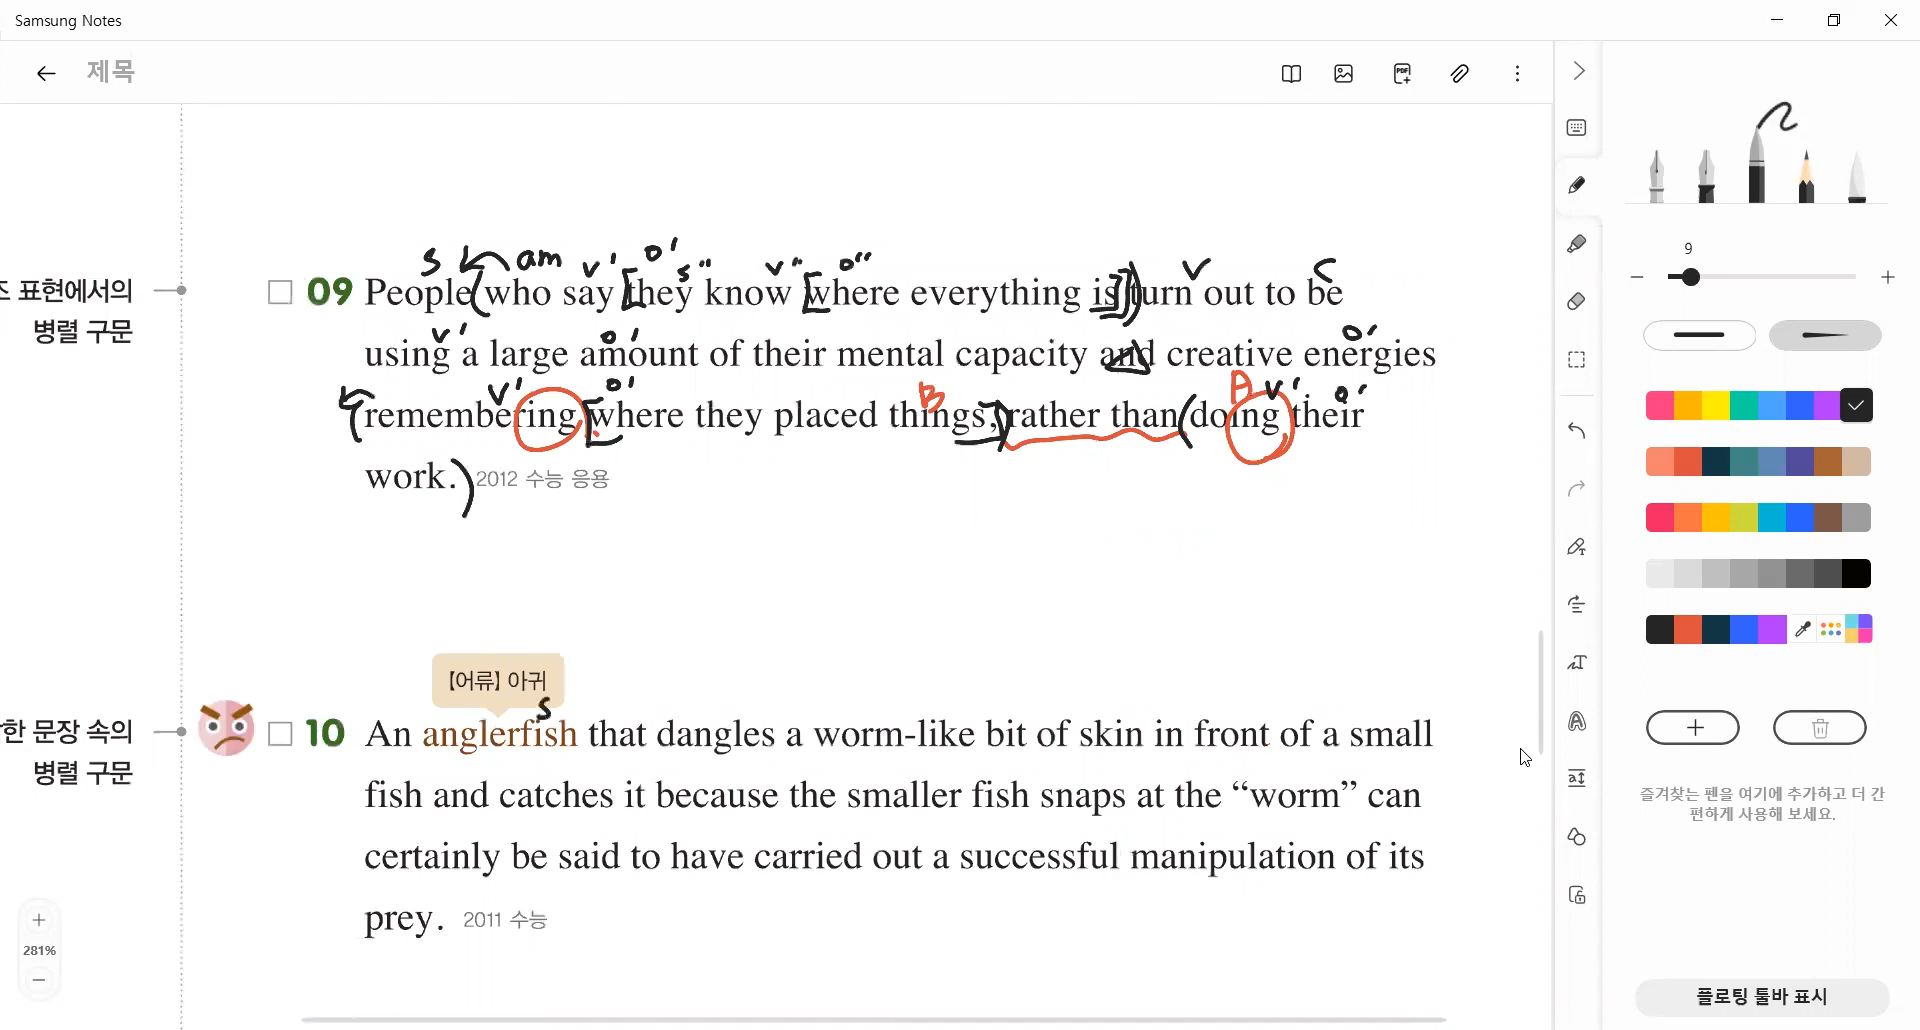 Samsung Notes
제목
S am v' o' s" v" o" V C
09 People who say they know where everything is turn out to be
조 표현에서의
병렬 구문
v' o' o'
using a large amount of their mental capacity and creative energies
v' o' B A v' o'
remembering where they placed things, rather than doing their
work. 2012 수능 응용
【어류】 아귀
S
10 An anglerfish that dangles a worm-like bit of skin in front of a small
한 문장 속의
병렬 구문
fish and catches it because the smaller fish snaps at the “worm” can
certainly be said to have carried out a successful manipulation of its
prey. 2011 수능
281%
PDF
9
즐겨찾는 펜을 여기에 추가하고 더 간
편하게 사용해 보세요.
플로팅 툴바 표시